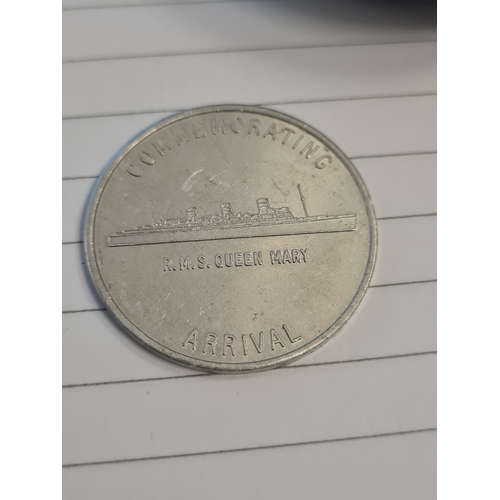 COMMEMORATING
R.M.S. QUEEN MARY
ARRIVAL